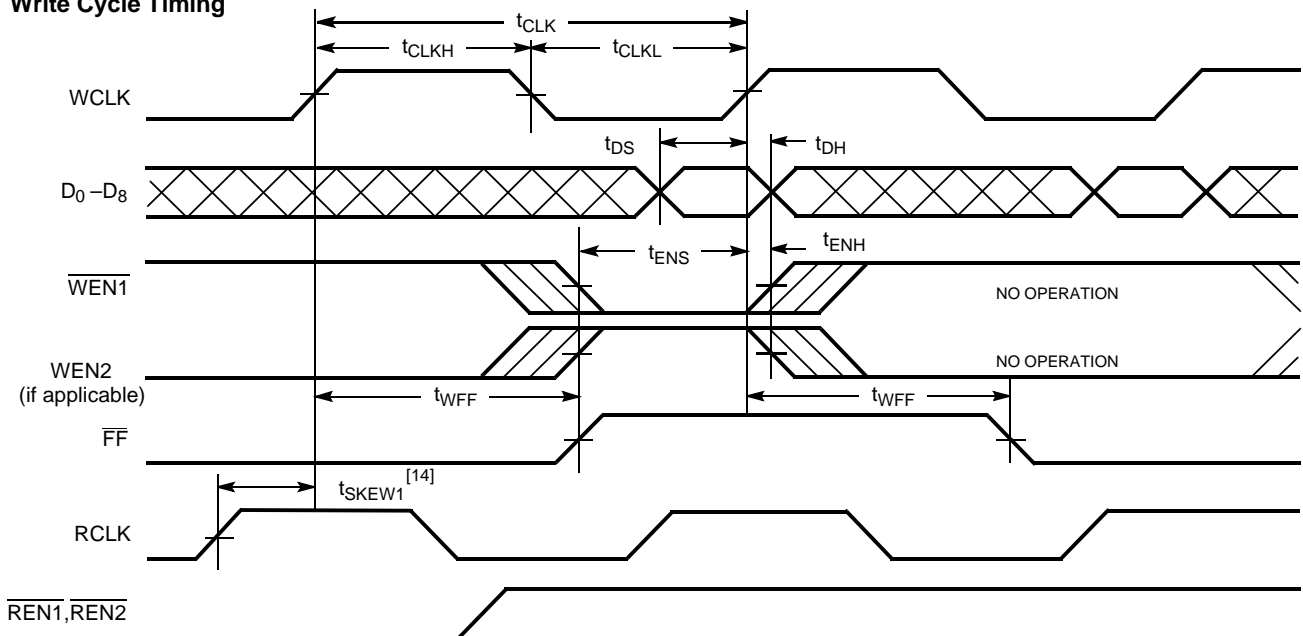 Write Cycle Timing
tCLK
tCLKH
tCLKL
WCLK
tDS
tDH
D0 –D8
tENS
tENH
WEN1
NO OPERATION
WEN2
(if applicable)
NO OPERATION
tWFF
tWFF
FF
tSKEW1[14]
RCLK
REN1,REN2